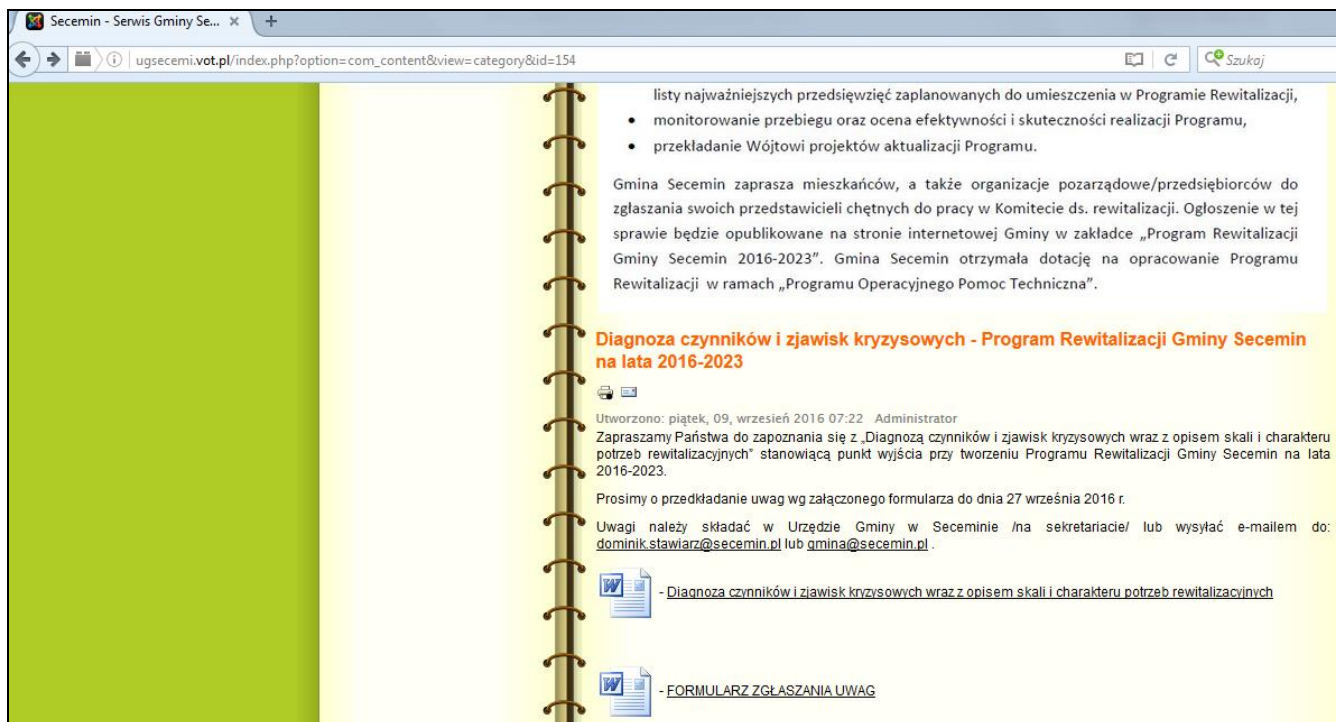 Secemin - Serwis Gminy Se...
ugsecemi.vot.pl/index.php?option=com_content&view=category&id=154
Szukaj
listy najważniejszych przedsięwzięć zaplanowanych do umieszczenia w Programie Rewitalizacji,
• monitorowanie przebiegu oraz ocena efektywności i skuteczności realizacji Programu,
• przekładanie Wójtowi projektów aktualizacji Programu.
Gmina Secemin zaprasza mieszkańców, a także organizacje pozarządowe/przedsiębiorców do
zgłaszania swoich przedstawicieli chętnych do pracy w Komitecie ds. rewitalizacji. Ogłoszenie w tej
sprawie będzie opublikowane na stronie internetowej Gminy w zakładce „Program Rewitalizacji
Gminy Secemin 2016-2023”. Gmina Secemin otrzymała dotację na opracowanie Programu
Rewitalizacji w ramach „Programu Operacyjnego Pomoc Techniczna”.
Diagnoza czynników i zjawisk kryzysowych - Program Rewitalizacji Gminy Secemin
na lata 2016-2023
Utworzono: piątek, 09, wrzesień 2016 07:22 Administrator
Zapraszamy Państwa do zapoznania się z „Diagnozą czynników i zjawisk kryzysowych wraz z opisem skali i charakteru
potrzeb rewitalizacyjnych” stanowiącą punkt wyjścia przy tworzeniu Programu Rewitalizacji Gminy Secemin na lata
2016-2023.
Prosimy o przedkładanie uwag wg załączonego formularza do dnia 27 września 2016 r.
Uwagi należy składać w Urzędzie Gminy w Seceminie /na sekretariacie/ lub wysyłać e-mailem do:
dominik.stawiarz@secemin.pl lub gmina@secemin.pl .
- Diagnoza czynników i zjawisk kryzysowych wraz z opisem skali i charakteru potrzeb rewitalizacyjnych
- FORMULARZ ZGŁASZANIA UWAG